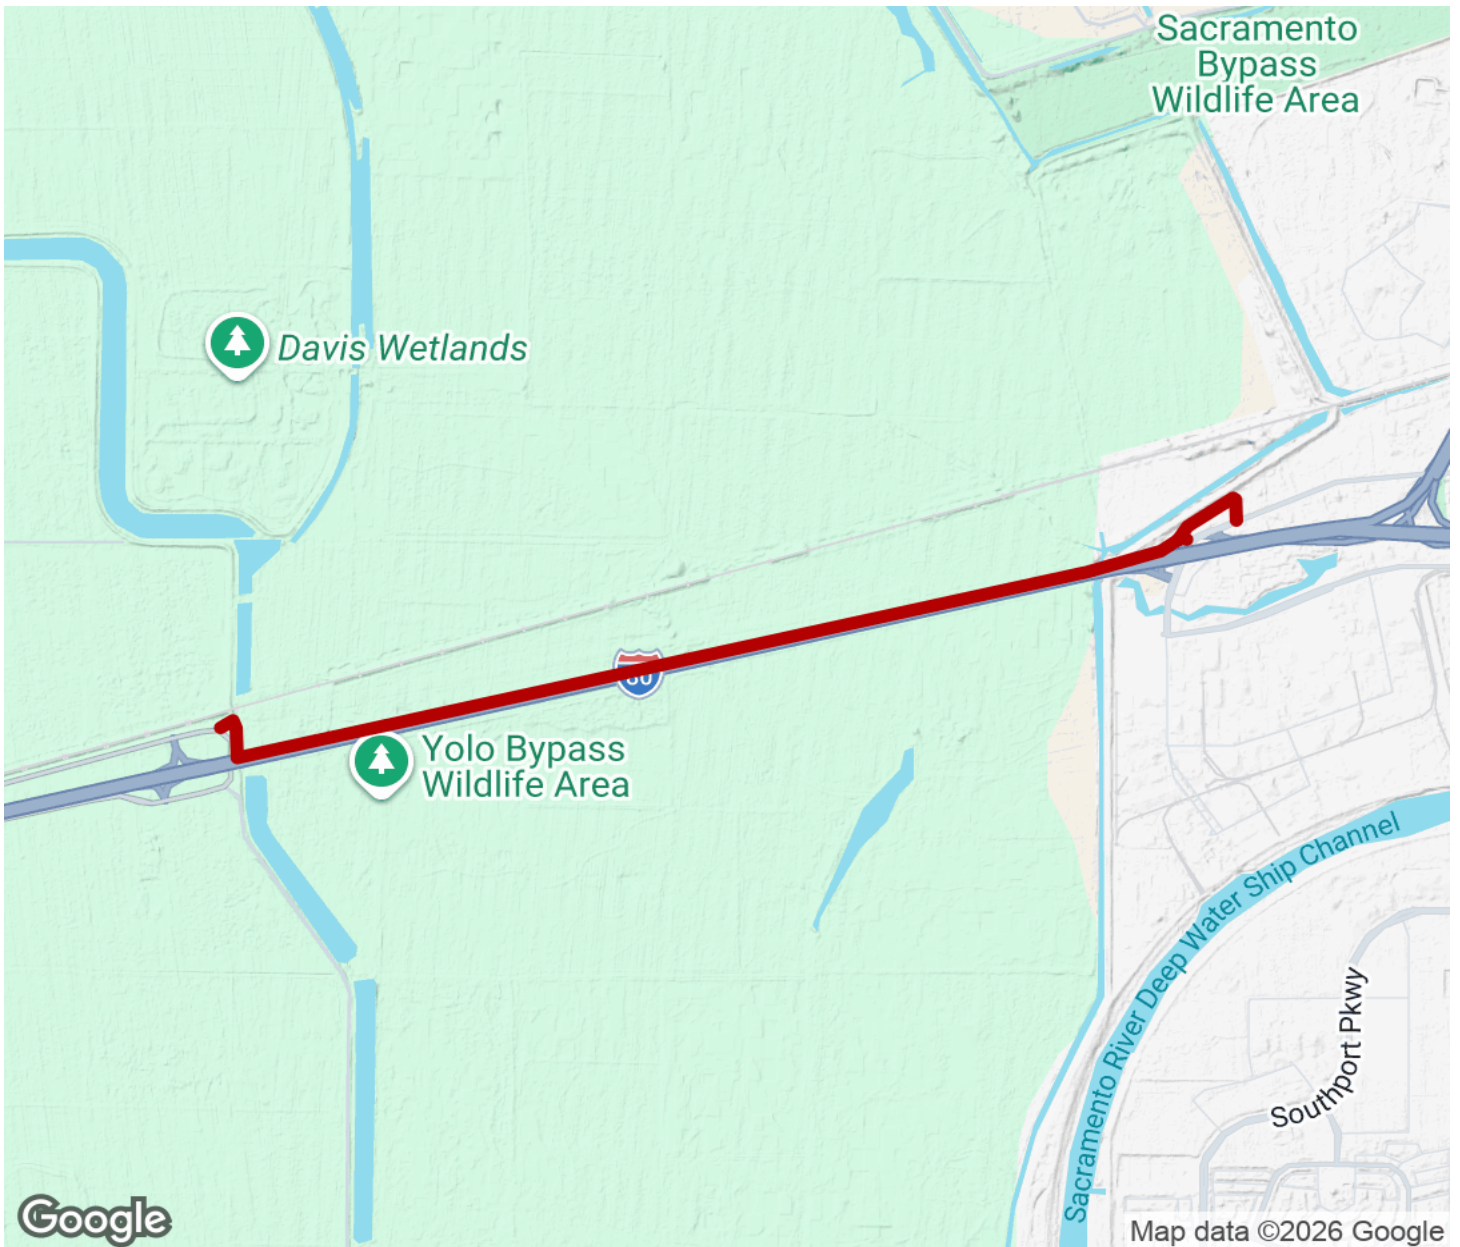 Sacramento
Bypass
Wildlife Area
Davis Wetlands
80
Yolo Bypass
Wildlife Area
Sacramento River Deep Water Ship Channel
Southport Pkwy
Google
Map data ©2026 Google